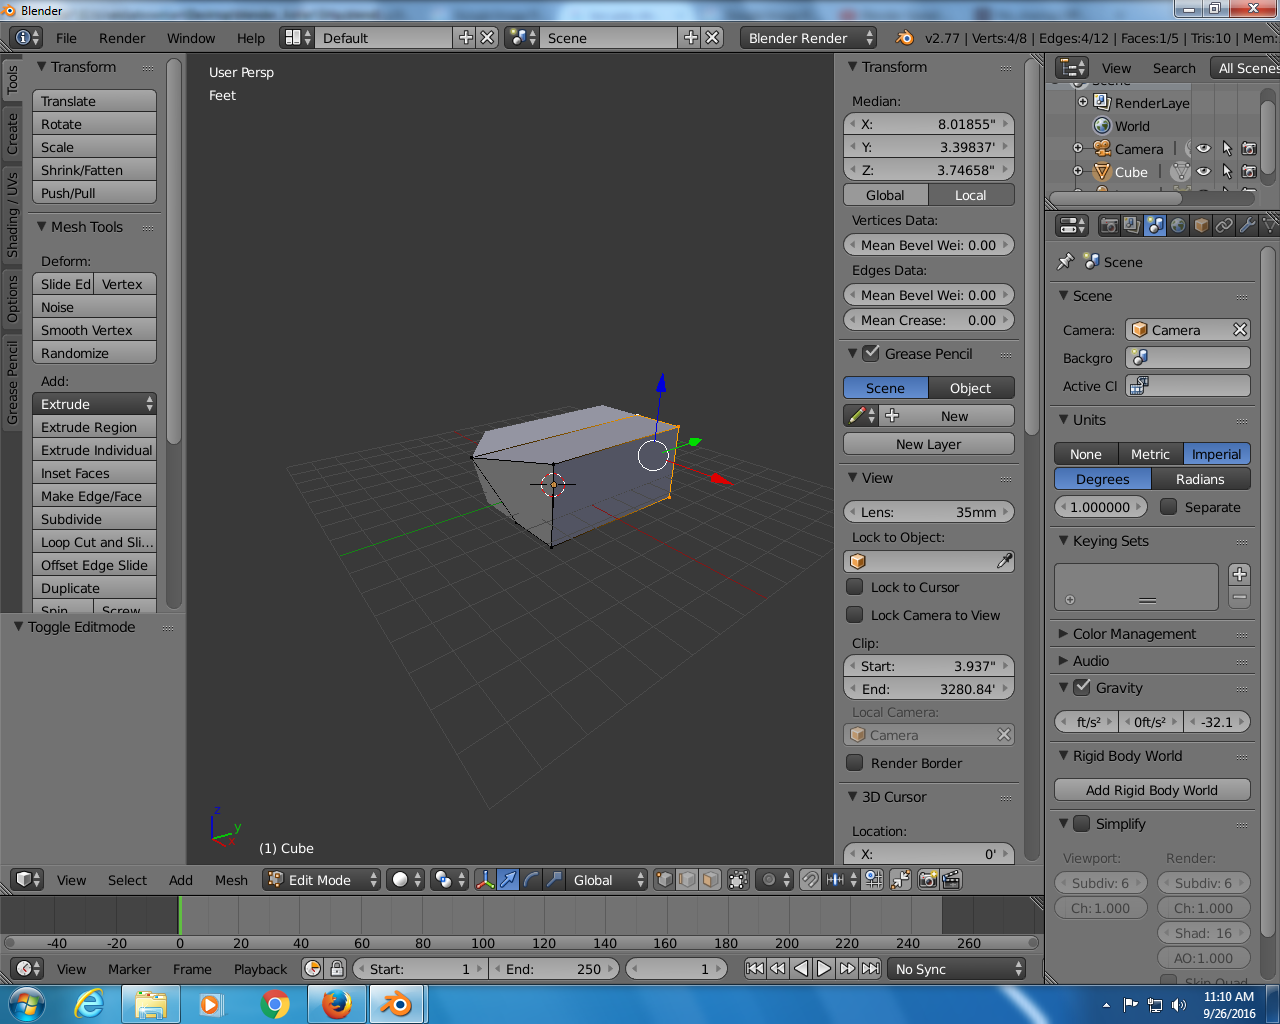 Blender
File Render Window Help Default Scene Blender Render v2.77 | Verts:4/8 | Edges:4/12 | Faces:1/5 | Tris:10 | Mem:
Tools
Create
Shading / UVs
Options
Grease Pencil
Transform
Translate
Rotate
Scale
Shrink/Fatten
Push/Pull
Mesh Tools
Deform:
Slide Ed Vertex
Noise
Smooth Vertex
Randomize
Add:
Extrude
Extrude Region
Extrude Individual
Inset Faces
Make Edge/Face
Subdivide
Loop Cut and Sli...
Offset Edge Slide
Duplicate
Spin Screw
Toggle Editmode
User Persp
Feet
z
y
x
(1) Cube
Transform
Median:
X: 8.01855"
Y: 3.39837'
Z: 3.74658"
Global Local
Vertices Data:
Mean Bevel Wei: 0.00
Edges Data:
Mean Bevel Wei: 0.00
Mean Crease: 0.00
Grease Pencil
Scene Object
New
New Layer
View
Lens: 35mm
Lock to Object:
Lock to Cursor
Lock Camera to View
Clip:
Start: 3.937"
End: 3280.84'
Local Camera:
Camera
Render Border
3D Cursor
Location:
X: 0'
View Search All Scenes
Scene
RenderLaye
World
Camera
Cube
Scene
Scene
Camera: Camera
Backgro
Active Cl
Units
None Metric Imperial
Degrees Radians
1.000000 Separate
Keying Sets
Color Management
Audio
Gravity
ft/s² 0ft/s² -32.1
Rigid Body World
Add Rigid Body World
Simplify
Viewport: Render:
Subdiv: 6 Subdiv: 6
Ch: 1.000 Ch: 1.000
Shad: 16
AO:1.000
Skip Quad
View Select Add Mesh Edit Mode Global
-40 -20 0 20 40 60 80 100 120 140 160 180 200 220 240 260
View Marker Frame Playback Start: 1 End: 250 1 No Sync
11:10 AM
9/26/2016